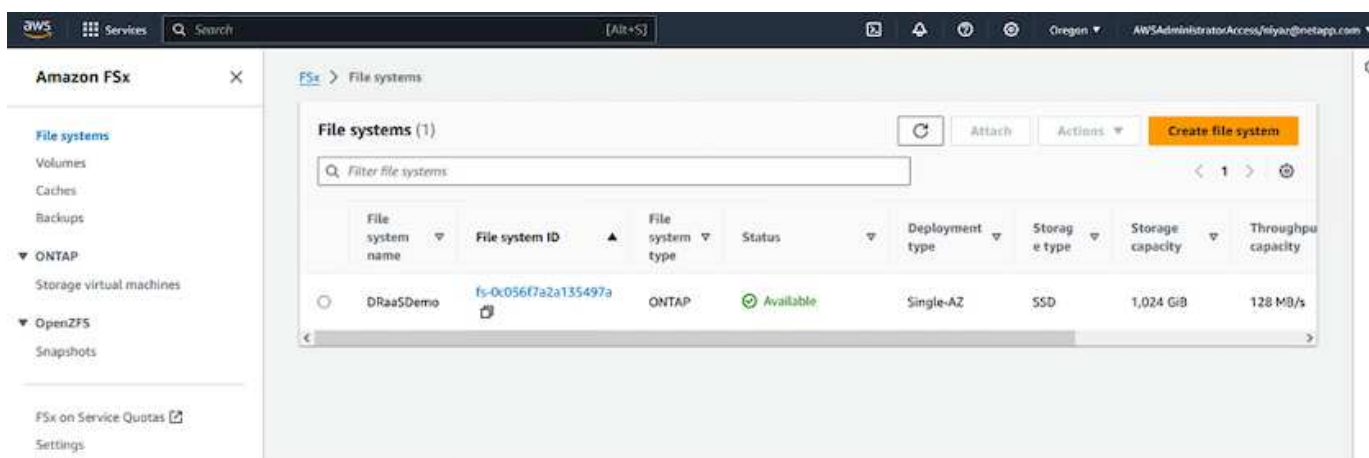 aws
Services
Search
[Alt+S]
Oregon
AWSAdministratorAccess/niyaz@netapp.com
Amazon FSx
File systems
Volumes
Caches
Backups
ONTAP
Storage virtual machines
OpenZFS
Snapshots
FSx on Service Quotas
Settings
FSx > File systems
File systems (1)
Attach
Actions
Create file system
Filter file systems
1
File
system
name
File system ID
File
system
type
Status
Deployment
type
Storag
e type
Storage
capacity
Throughpu
capacity
DRaaSDemo
fs-0c056f7a2a135497a
ONTAP
Available
Single-AZ
SSD
1,024 GiB
128 MB/s